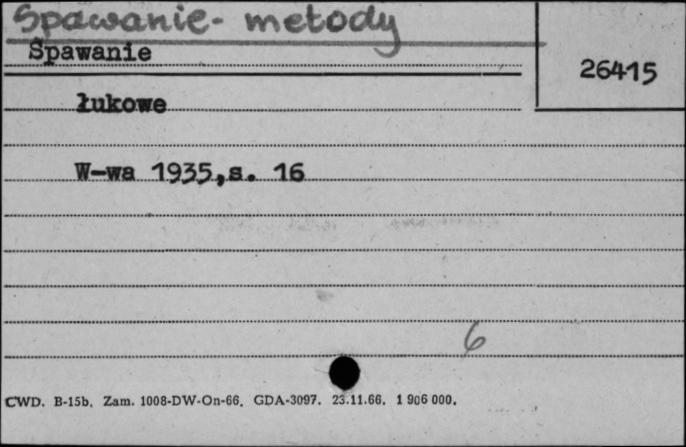 Spawanie- metody
Spawanie
26415
łukowe
W-wa 1935,s. 16
6
CWD. B-15b. Zam. 1008-DW-On-66. GDA-3097. 23.11.66. 1 906 000.